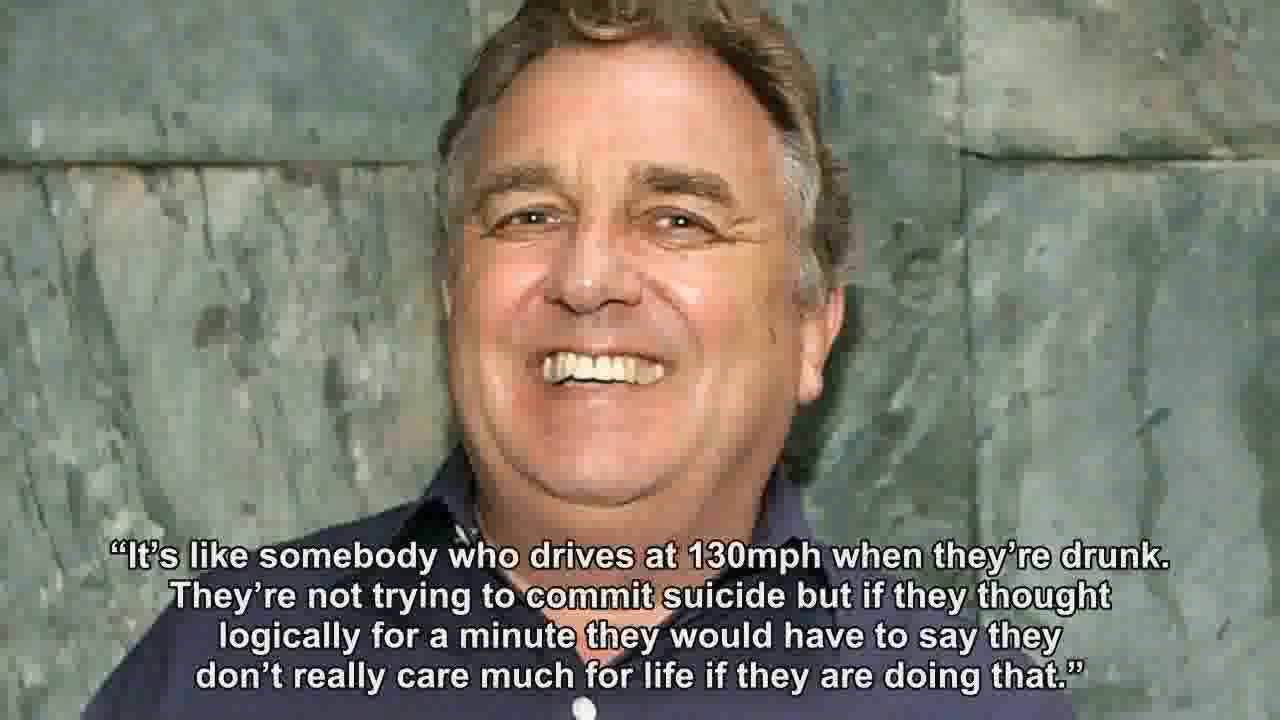 “It’s like somebody who drives at 130mph when they’re drunk.
They’re not trying to commit suicide but if they thought
logically for a minute they would have to say they
don’t really care much for life if they are doing that.”